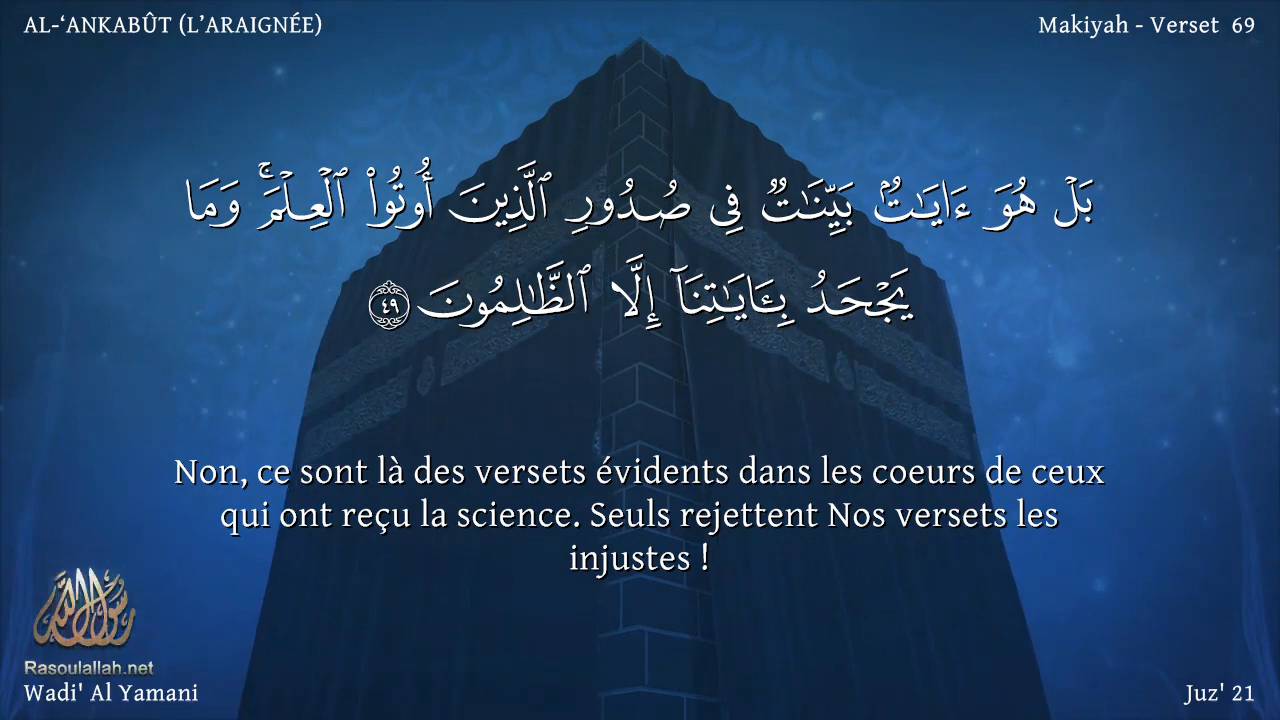 AL-‘ANKABÛT (L’ARAIGNÉE)
Makiyah - Verset 69
بَلْ هُوَ ءَايَـٰتٌۢ بَيِّنَـٰتٌ فِى صُدُورِ ٱلَّذِينَ أُوتُوا۟ ٱلْعِلْمَ ۚ وَمَا
يَجْحَدُ بِـَٔايَـٰتِنَآ إِلَّا ٱلظَّـٰلِمُونَ ٤٩
Non, ce sont là des versets évidents dans les coeurs de ceux
qui ont reçu la science. Seuls rejettent Nos versets les
injustes !
رسول الله
Rasoulallah.net
Wadi' Al Yamani
Juz' 21